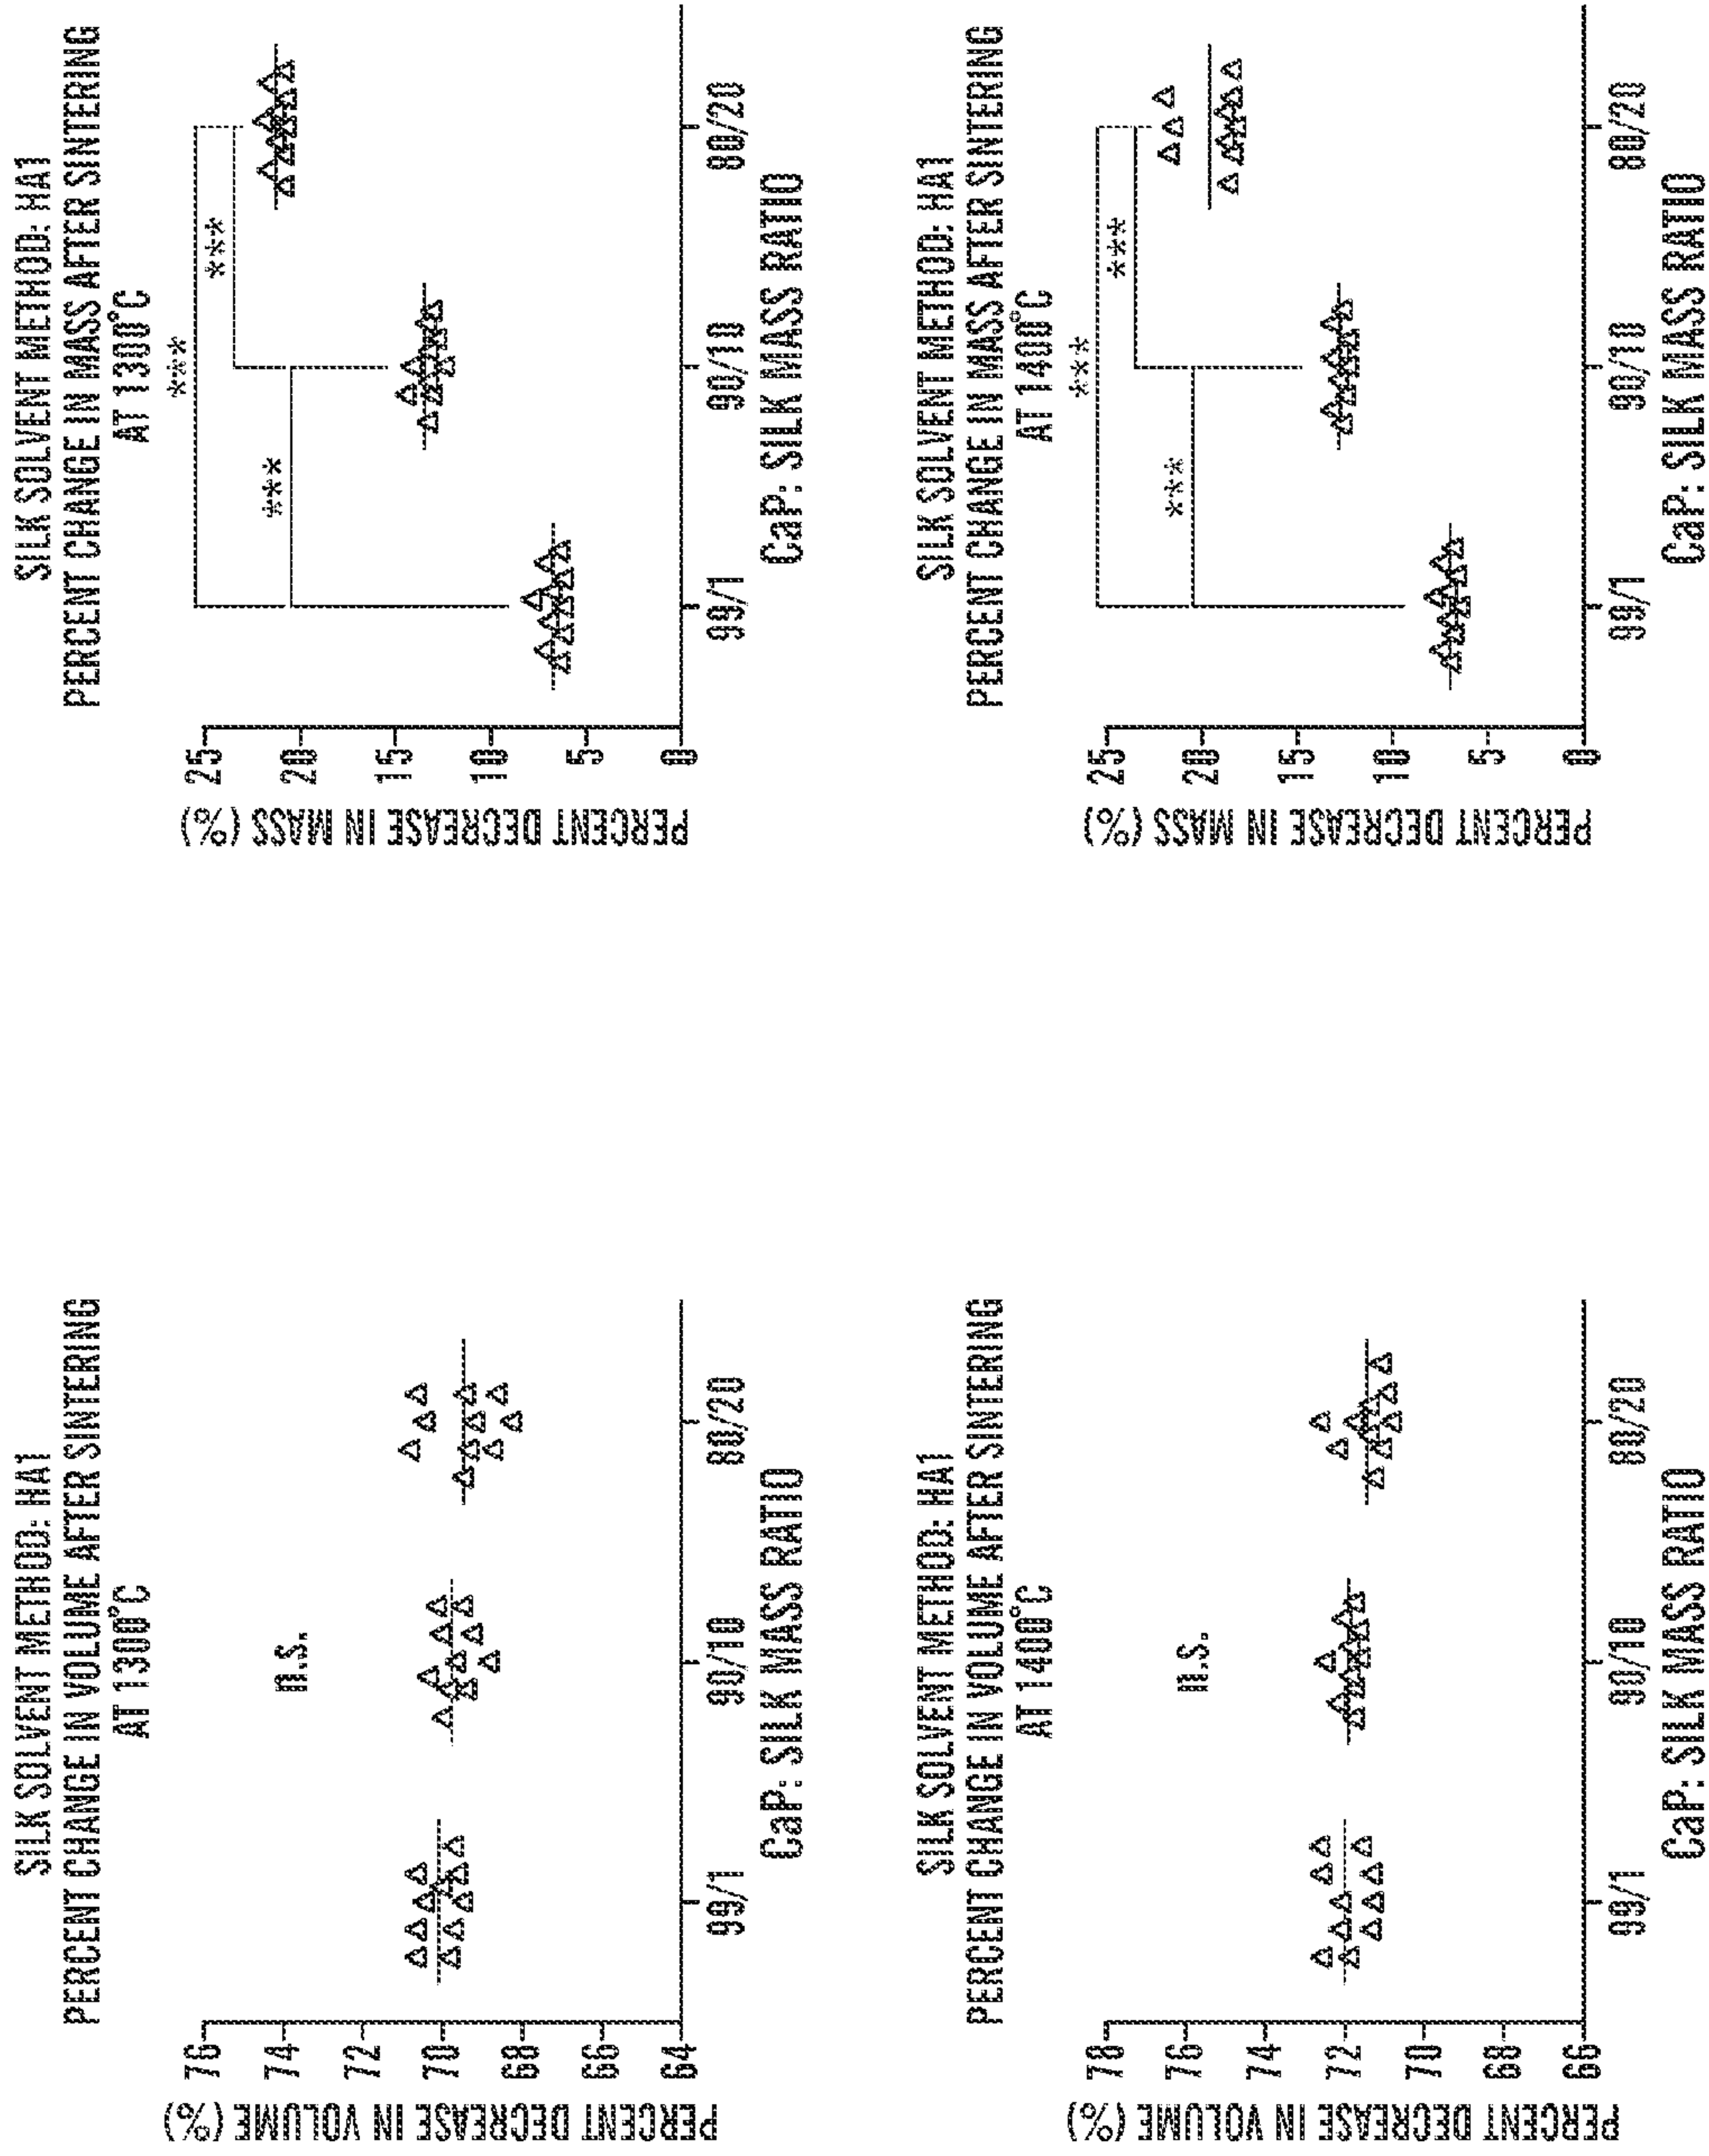 SILK SOLVENT METHOD: HA1
PERCENT CHANGE IN VOLUME AFTER SINTERING
AT 1300°C
PERCENT DECREASE IN VOLUME (%)
76
74
72
70
68
66
64
n.s.
99/1
90/10
80/20
CaP: SILK MASS RATIO
SILK SOLVENT METHOD: HA1
PERCENT CHANGE IN MASS AFTER SINTERING
AT 1300°C
PERCENT DECREASE IN MASS (%)
25
20
15
10
5
0
***
***
***
99/1
90/10
80/20
CaP: SILK MASS RATIO
SILK SOLVENT METHOD: HA1
PERCENT CHANGE IN VOLUME AFTER SINTERING
AT 1400°C
PERCENT DECREASE IN VOLUME (%)
78
76
74
72
70
68
66
n.s.
99/1
90/10
80/20
CaP: SILK MASS RATIO
SILK SOLVENT METHOD: HA1
PERCENT CHANGE IN MASS AFTER SINTERING
AT 1400°C
PERCENT DECREASE IN MASS (%)
25
20
15
10
5
0
***
***
***
99/1
90/10
80/20
CaP: SILK MASS RATIO